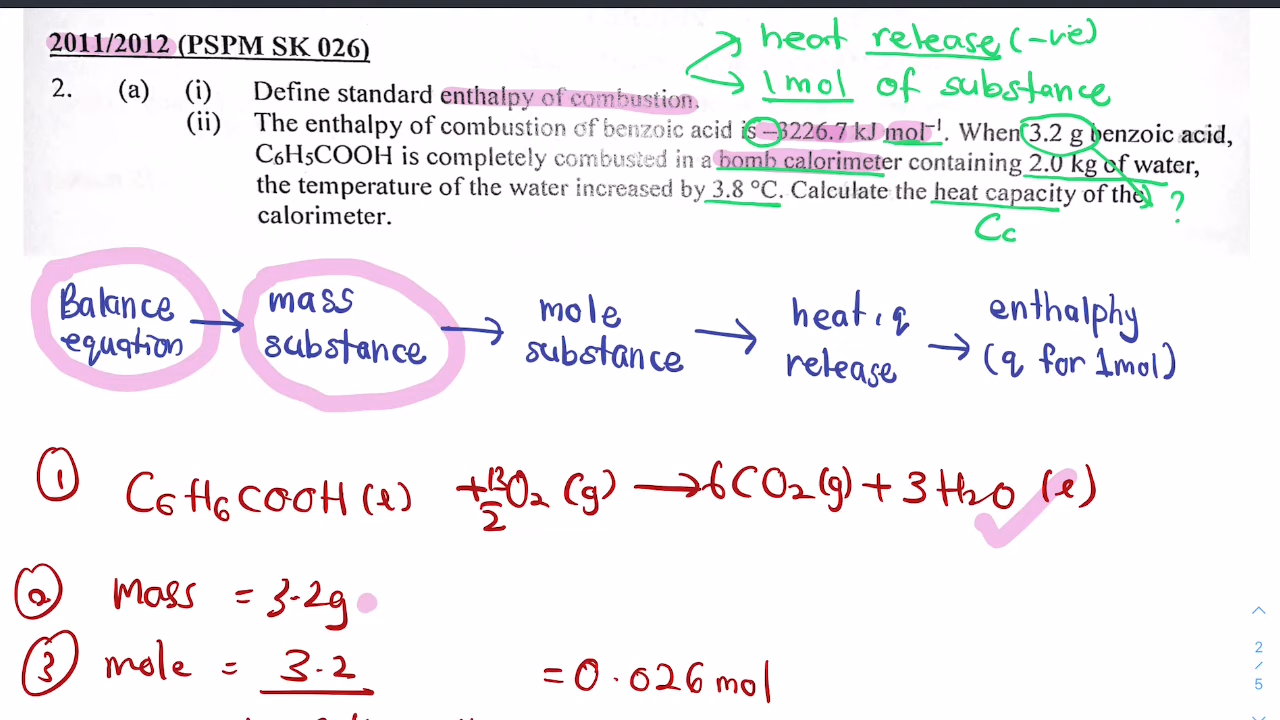 2011/2012 (PSPM SK 026)
heat release (-ve)
1 mol of substance
2. (a) (i) Define standard enthalpy of combustion.
(ii) The enthalpy of combustion of benzoic acid is –3226.7 kJ mol⁻¹. When 3.2 g benzoic acid,
C6H5COOH is completely combusted in a bomb calorimeter containing 2.0 kg of water,
the temperature of the water increased by 3.8 °C. Calculate the heat capacity of the ?
calorimeter.
Cc
Balance equation → mass substance → mole substance → heat, q release → enthalphy (q for 1mol)
① C6H6COOH (l) + 13/2 O2 (g) → 6CO2 (g) + 3H2O (l)
② Mass = 3.2g
③ mole = 3.2 = 0.026 mol
2
/
5